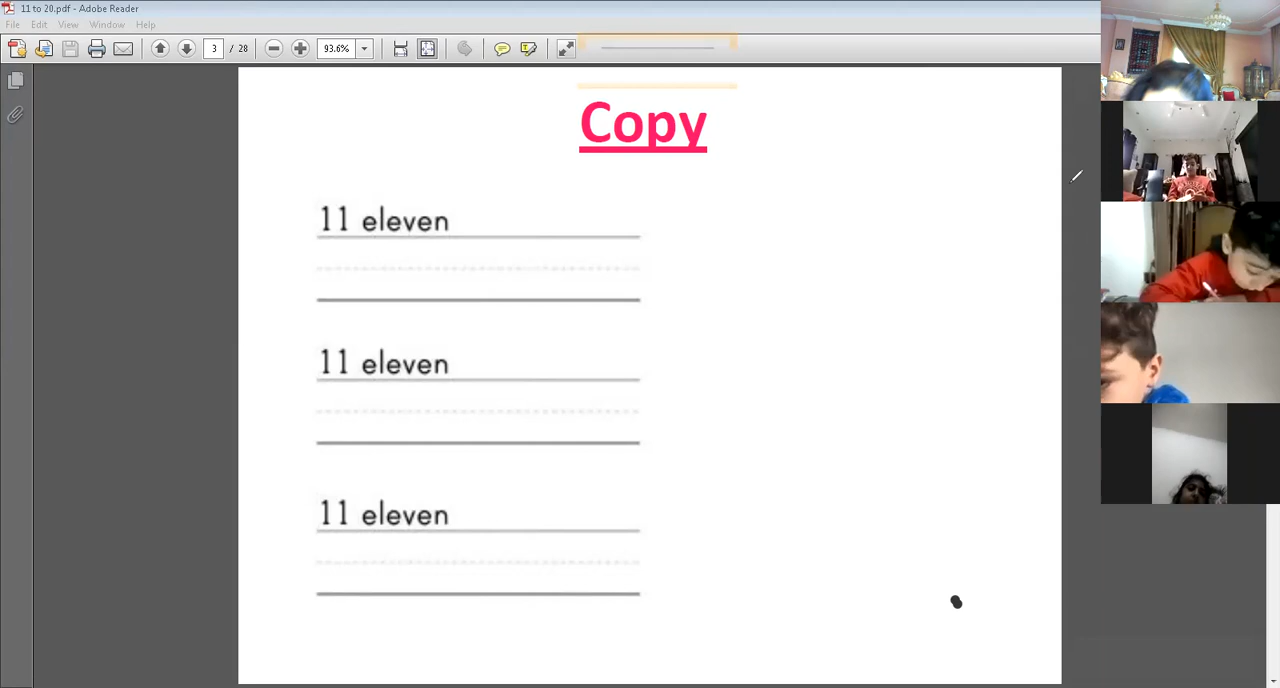 11 to 20.pdf - Adobe Reader
File Edit View Window Help
3 / 28 93.6%
Copy
11 eleven
11 eleven
11 eleven